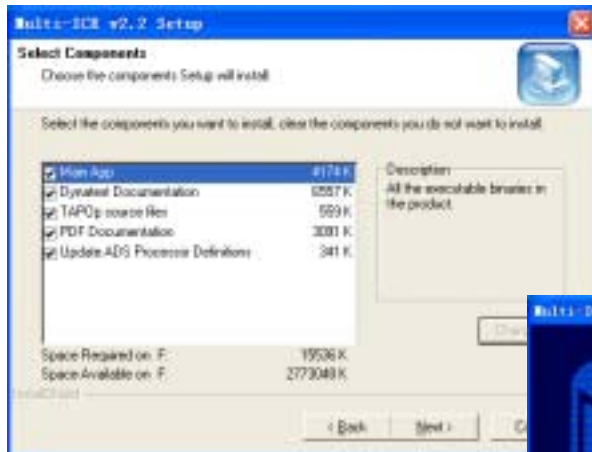 Multi-ICE v2.2 Setup
Select Components
Choose the components Setup will install
Select the components you want to install, clear the components you do not want to install.
Main App 4174 K
Dynatext Documentation 6557 K
TAPOp source files 559 K
PDF Documentation 3091 K
Update ADS Processor Definitions 341 K
Description
All the executable binaries in
the product.
Space Required on F: 15536 K
Space Available on F: 2773048 K
InstallShield
< Back
Next >